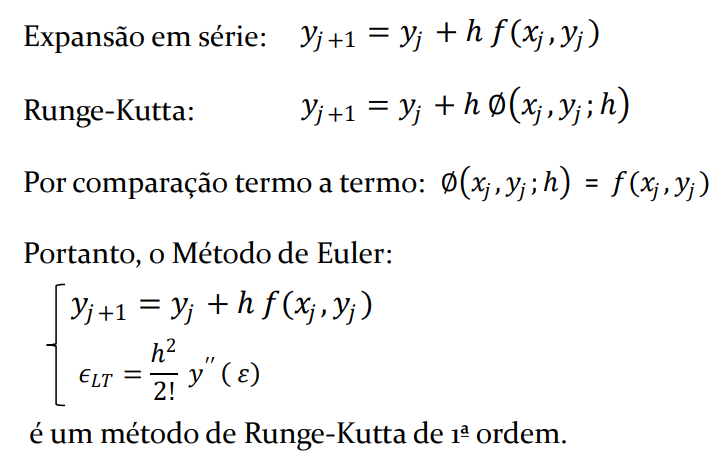 Expansão em série: y_{j+1} = y_j + h f(x_j, y_j)
Runge-Kutta: y_{j+1} = y_j + h ∅(x_j, y_j; h)
Por comparação termo a termo: ∅(x_j, y_j; h) = f(x_j, y_j)
Portanto, o Método de Euler:
y_{j+1} = y_j + h f(x_j, y_j)
ϵ_{LT} = \frac{h^2}{2!} y''(ε)
é um método de Runge-Kutta de 1ª ordem.